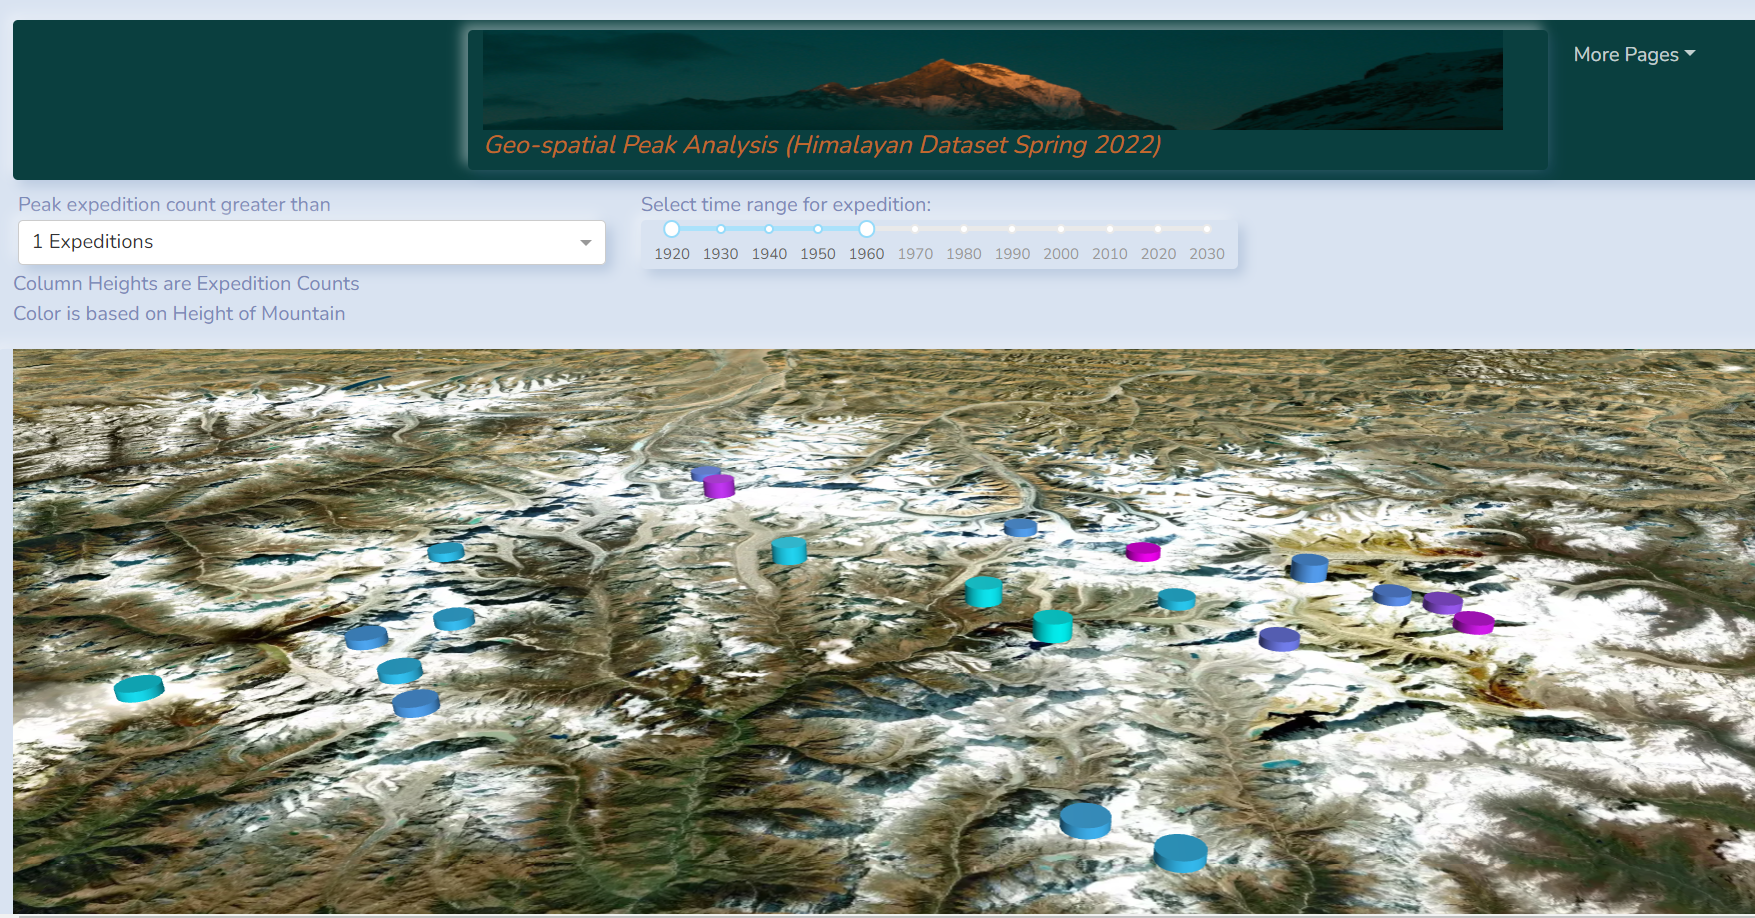 More Pages
Geo-spatial Peak Analysis (Himalayan Dataset Spring 2022)
Peak expedition count greater than
1 Expeditions
Select time range for expedition:
1920 1930 1940 1950 1960 1970 1980 1990 2000 2010 2020 2030
Column Heights are Expedition Counts
Color is based on Height of Mountain